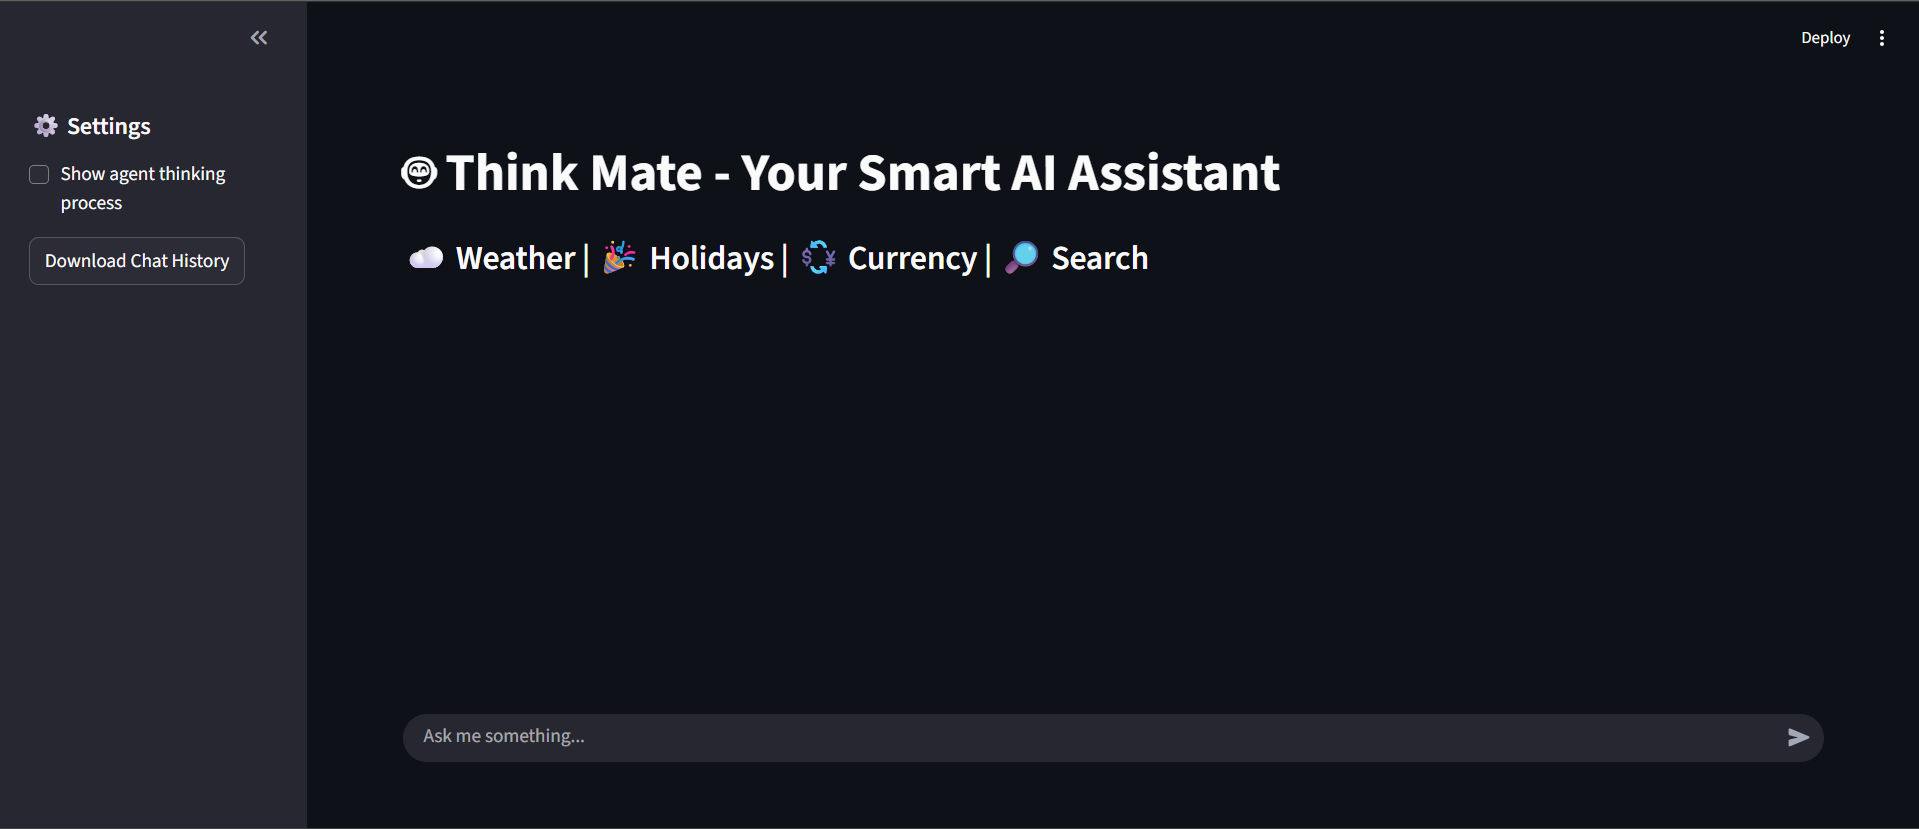 Deploy
Settings
Show agent thinking
process
Download Chat History
Think Mate - Your Smart AI Assistant
Weather | Holidays | Currency | Search
Ask me something...